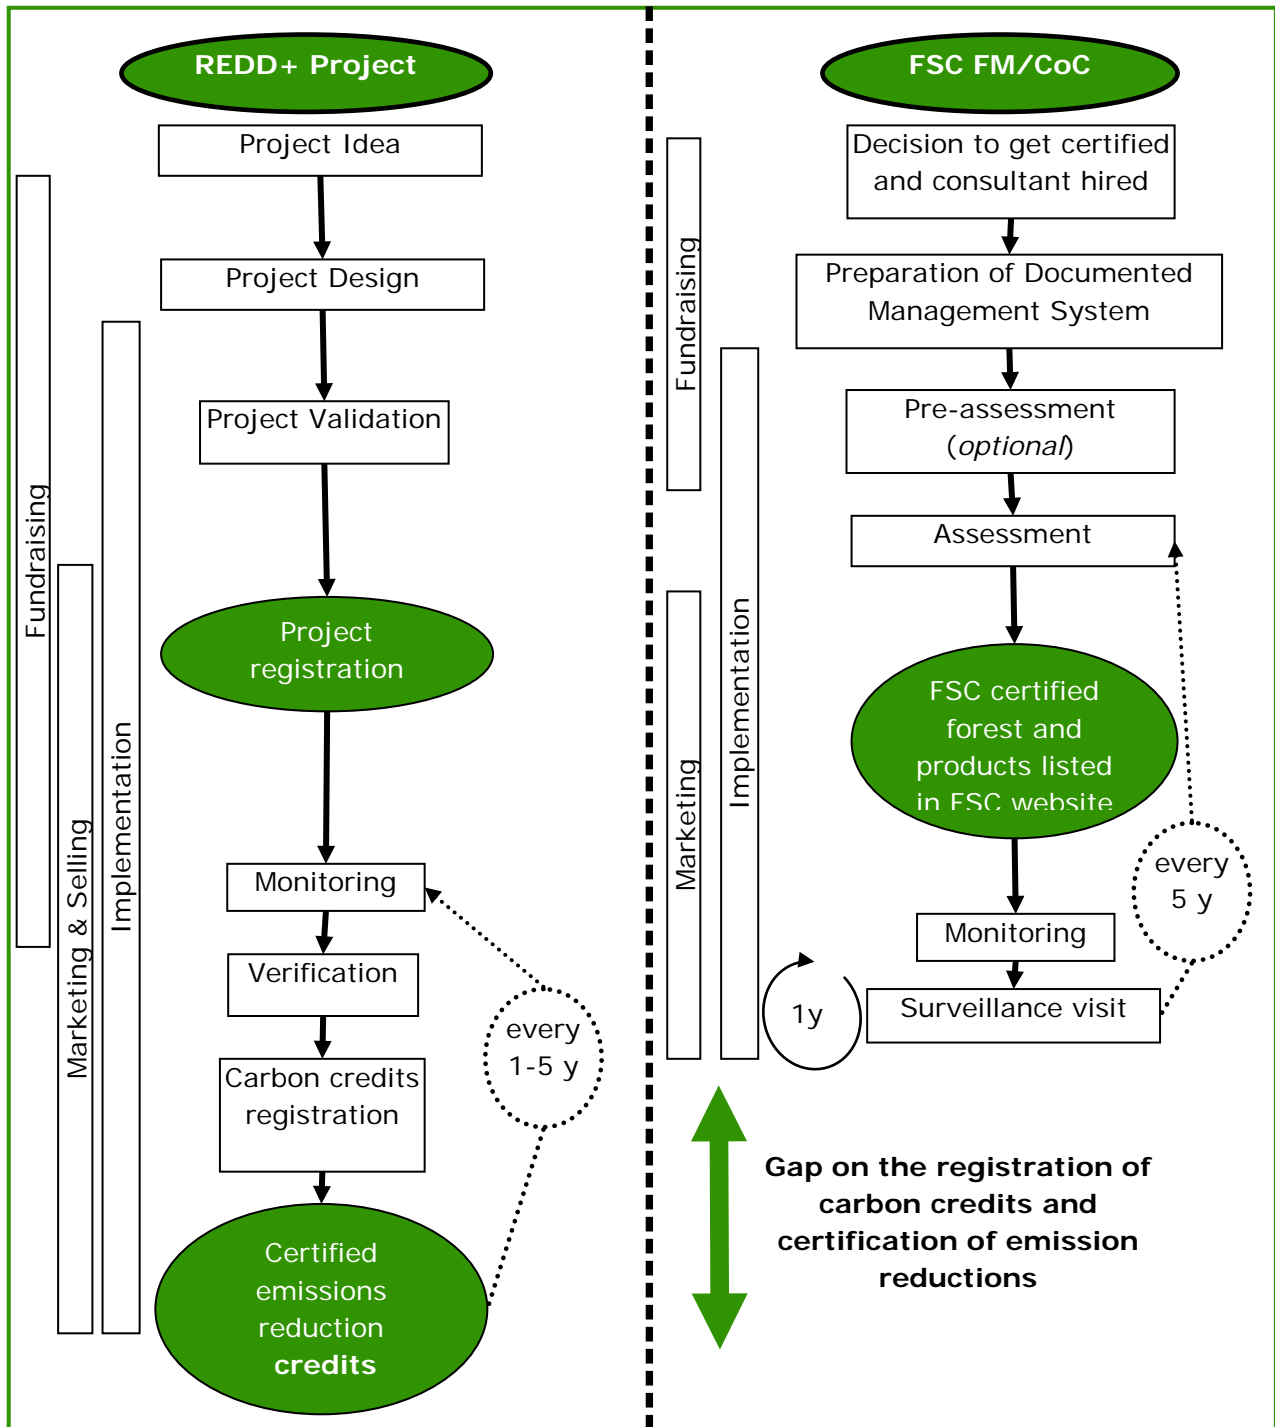 REDD+ Project
Project Idea
Project Design
Project Validation
Project
registration
Monitoring
Verification
Carbon credits
registration
Certified
emissions
reduction
credits
every
1-5 y
Fundraising
Marketing & Selling
Implementation
FSC FM/CoC
Decision to get certified
and consultant hired
Preparation of Documented
Management System
Pre-assessment
(optional)
Assessment
FSC certified
forest and
products listed
in FSC website
Monitoring
Surveillance visit
every
5 y
1y
Fundraising
Marketing
Implementation
Gap on the registration of
carbon credits and
certification of emission
reductions